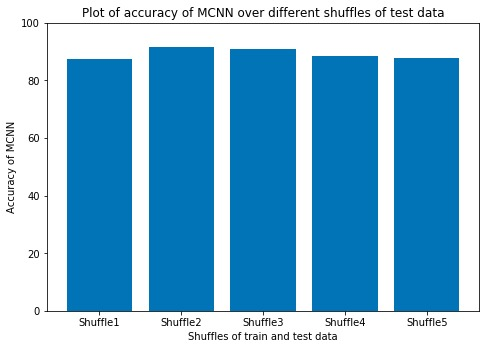 Plot of accuracy of MCNN over different shuffles of test data
100
80
60
40
20
0
Accuracy of MCNN
Shuffle1 Shuffle2 Shuffle3 Shuffle4 Shuffle5
Shuffles of train and test data